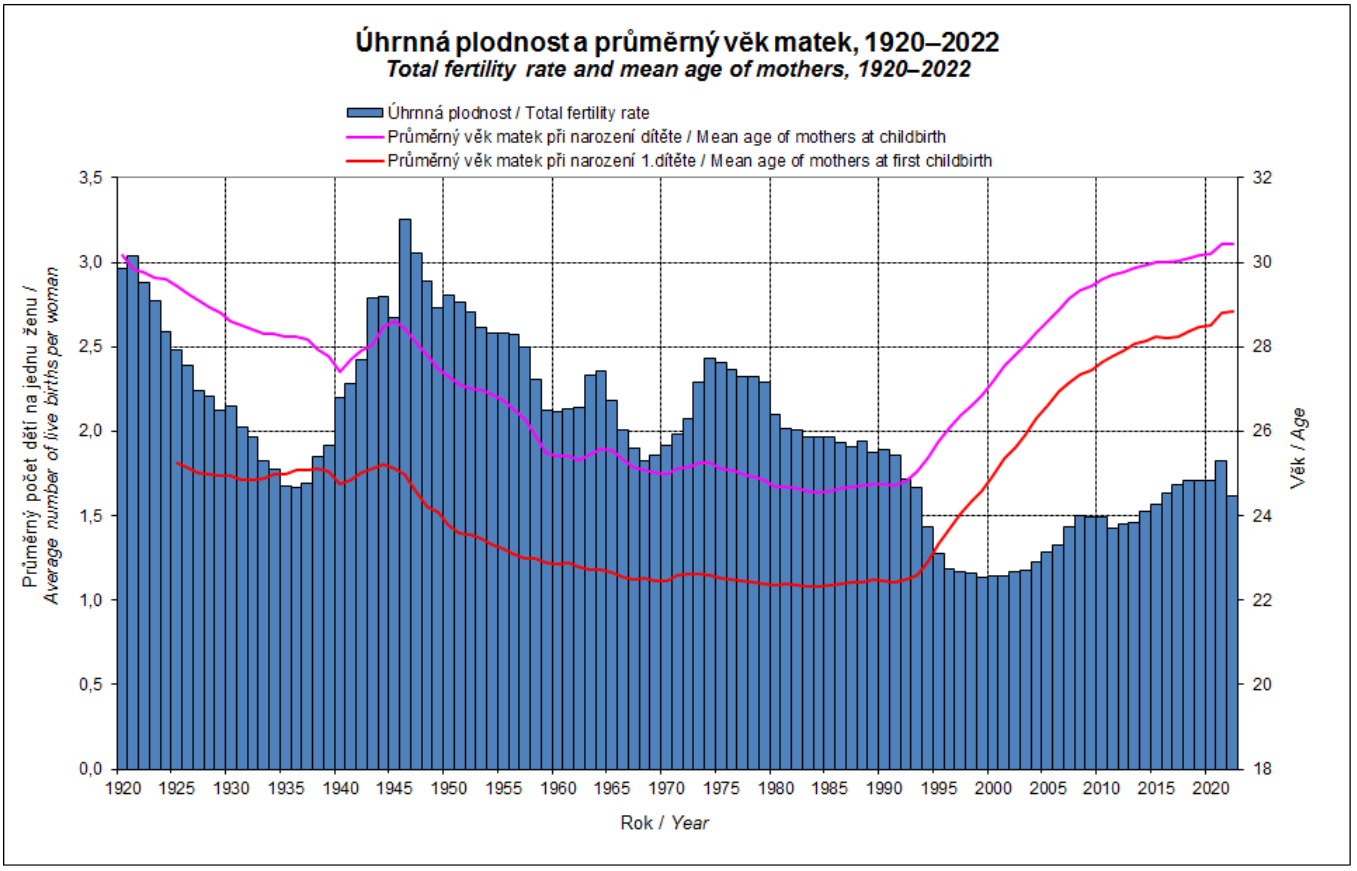 Úhrnná plodnost a průměrný věk matek, 1920–2022
Total fertility rate and mean age of mothers, 1920–2022
Úhrnná plodnost / Total fertility rate
Průměrný věk matek při narození dítěte / Mean age of mothers at childbirth
Průměrný věk matek při narození 1.dítěte / Mean age of mothers at first childbirth
Průměrný počet dětí na jednu ženu /
Average number of live births per woman
3,5
3,0
2,5
2,0
1,5
1,0
0,5
0,0
32
30
28
26
24
22
20
18
Věk / Age
1920 1925 1930 1935 1940 1945 1950 1955 1960 1965 1970 1975 1980 1985 1990 1995 2000 2005 2010 2015 2020
Rok / Year